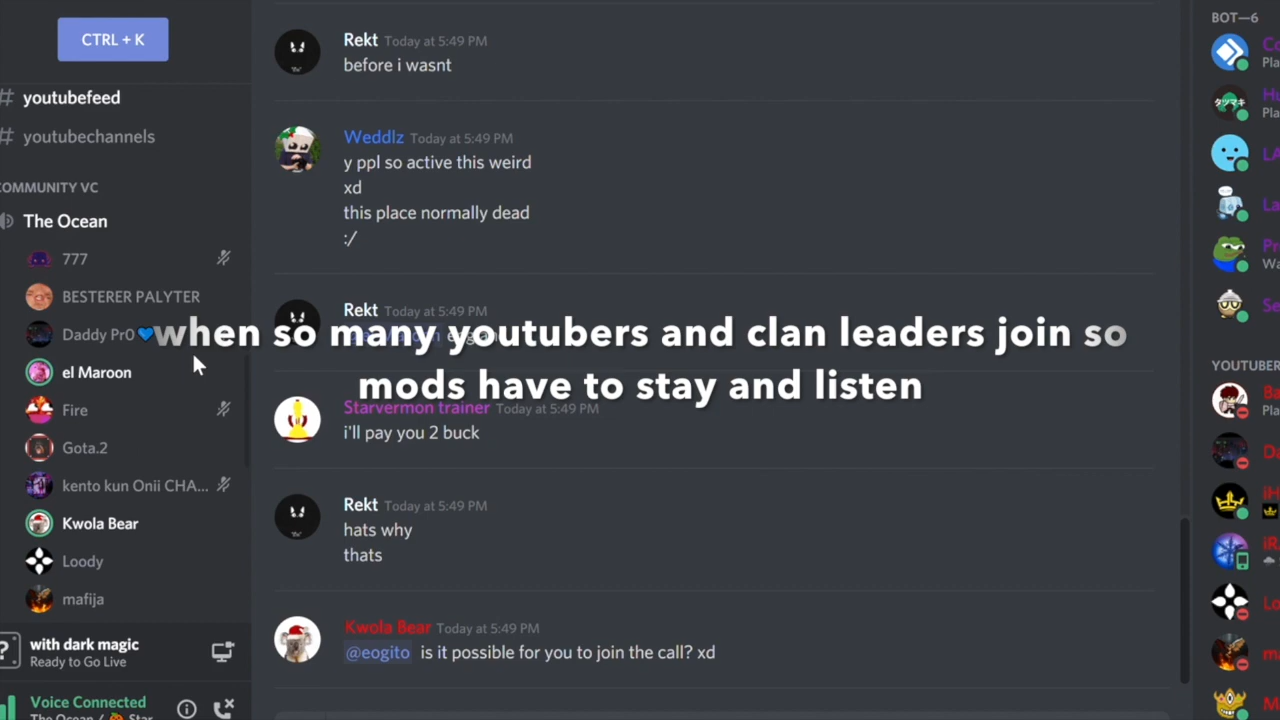 CTRL + K
# youtubefeed
# youtubechannels
COMMUNITY VC
The Ocean
777
BESTERER PALYTER
Daddy Pr0💙
el Maroon
Fire
Gota.2
kento kun Onii CHA...
Kwola Bear
Loody
mafija
with dark magic
Ready to Go Live
Voice Connected
The Ocean /
Rekt Today at 5:49 PM
before i wasnt
Weddlz Today at 5:49 PM
y ppl so active this weird
xd
this place normally dead
:/
Rekt Today at 5:49 PM
when so many youtubers and clan leaders join so
mods have to stay and listen
Starvermon trainer Today at 5:49 PM
i'll pay you 2 buck
Rekt Today at 5:49 PM
hats why
thats
Kwola Bear Today at 5:49 PM
@eogito is it possible for you to join the call? xd
BOT—6
YOUTUBER